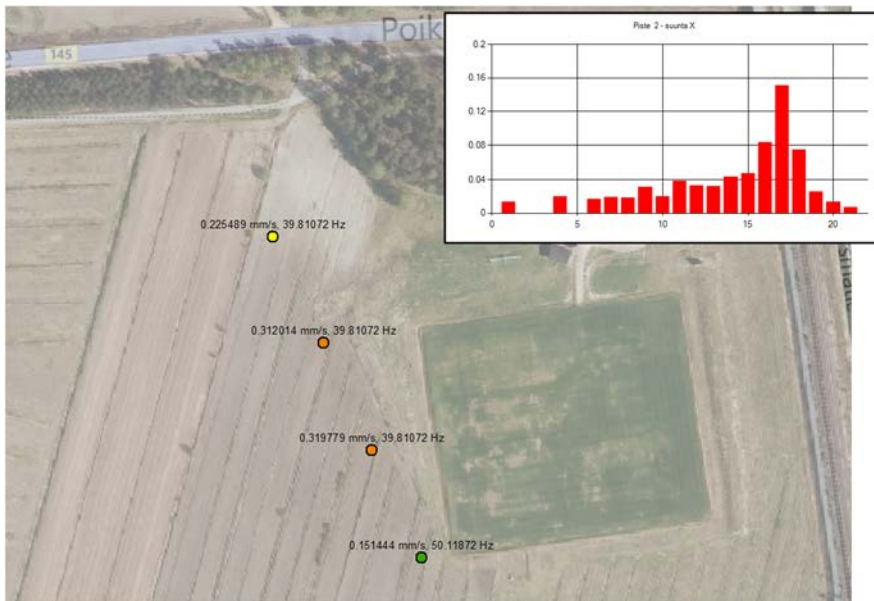 Piste 2 - suunta X
0.2
0.16
0.12
0.08
0.04
0
0 5 10 15 20
Poik
145
0.225489 mm/s, 39.81072 Hz
0.312014 mm/s, 39.81072 Hz
0.319779 mm/s, 39.81072 Hz
0.151444 mm/s, 50.11872 Hz